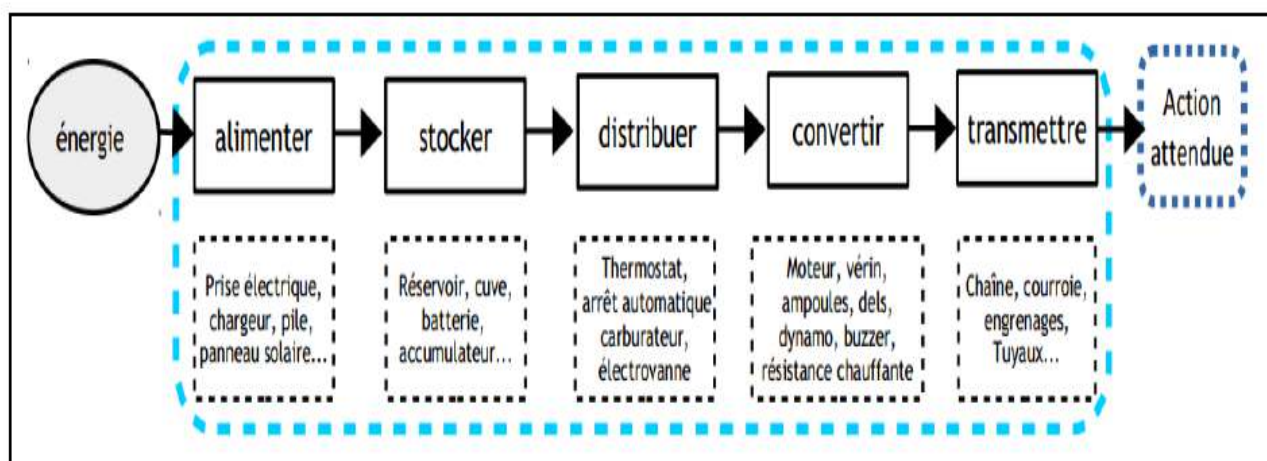 énergie
alimenter
stocker
distribuer
convertir
transmettre
Action
attendue
Prise électrique,
chargeur, pile,
panneau solaire...
Réservoir, cuve,
batterie,
accumulateur...
Thermostat,
arrêt automatique
carburateur,
électrovanne
Moteur, vérin,
ampoules, dels,
dynamo, buzzer,
résistance chauffante
Chaîne, courroie,
engrenages,
Tuyaux...